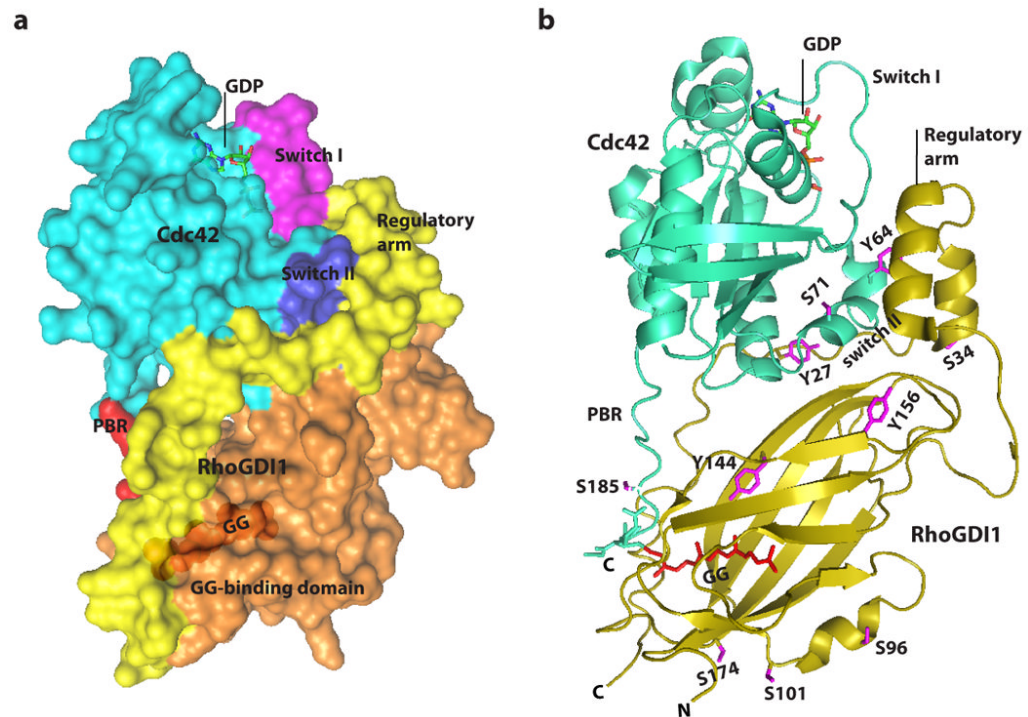 a
GDP
Switch I
Cdc42
Regulatory
arm
Switch II
PBR
RhoGDI1
GG
GG-binding domain
b
GDP
Switch I
Cdc42
Regulatory
arm
Y64
S71
switch II
Y27
S34
PBR
Y156
Y144
S185
RhoGDI1
C
GG
S96
S174
S101
C
N